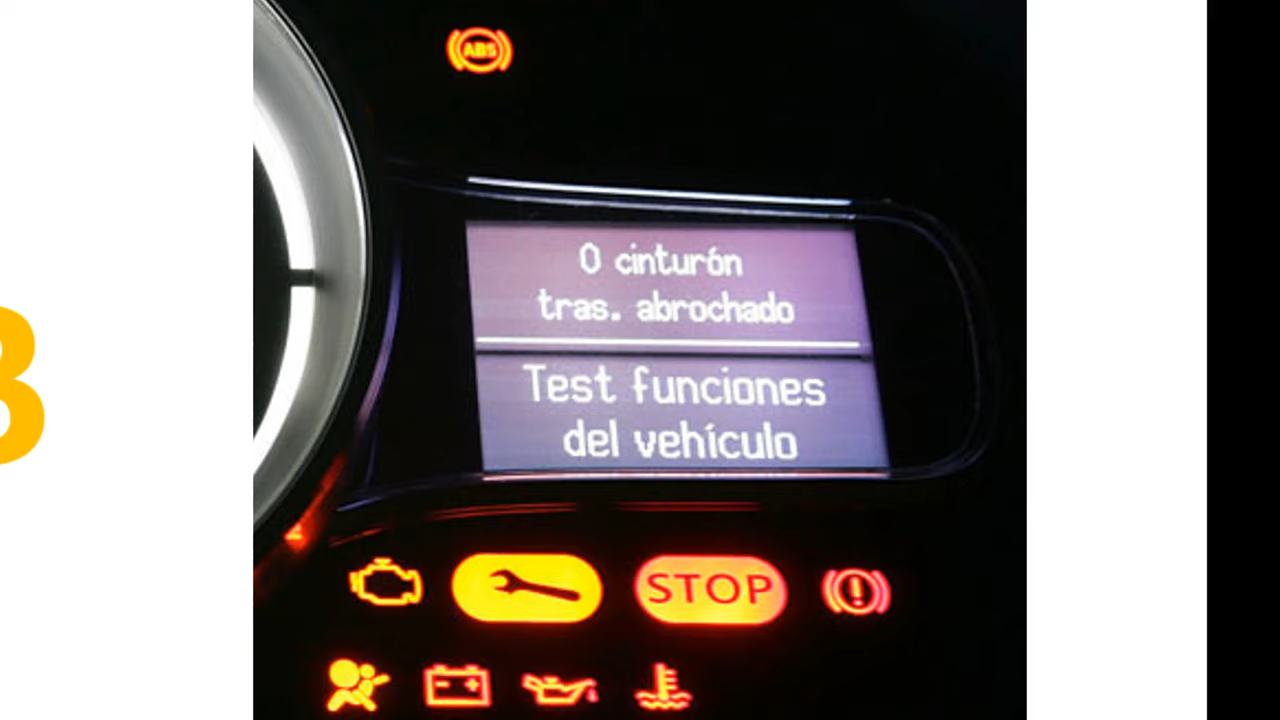 ABS
0 cinturón
tras. abrochado
Test funciones
del vehículo
STOP